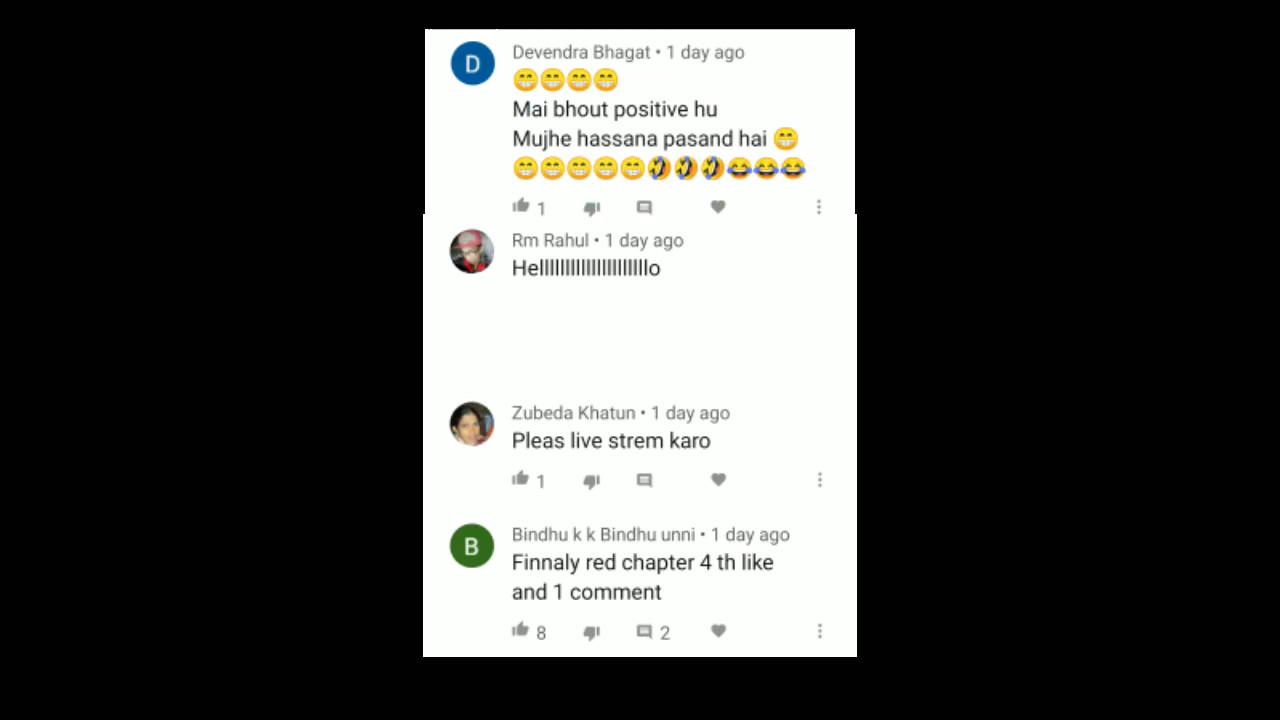 D
Devendra Bhagat • 1 day ago
😁😁😁😁
Mai bhout positive hu
Mujhe hassana pasand hai 😁
😁😁😁😁😁🤣🤣🤣😂😂😂
1
Rm Rahul • 1 day ago
Hellllllllllllllllllllllo
Zubeda Khatun • 1 day ago
Pleas live strem karo
1
B
Bindhu k k Bindhu unni • 1 day ago
Finnaly red chapter 4 th like
and 1 comment
8 2